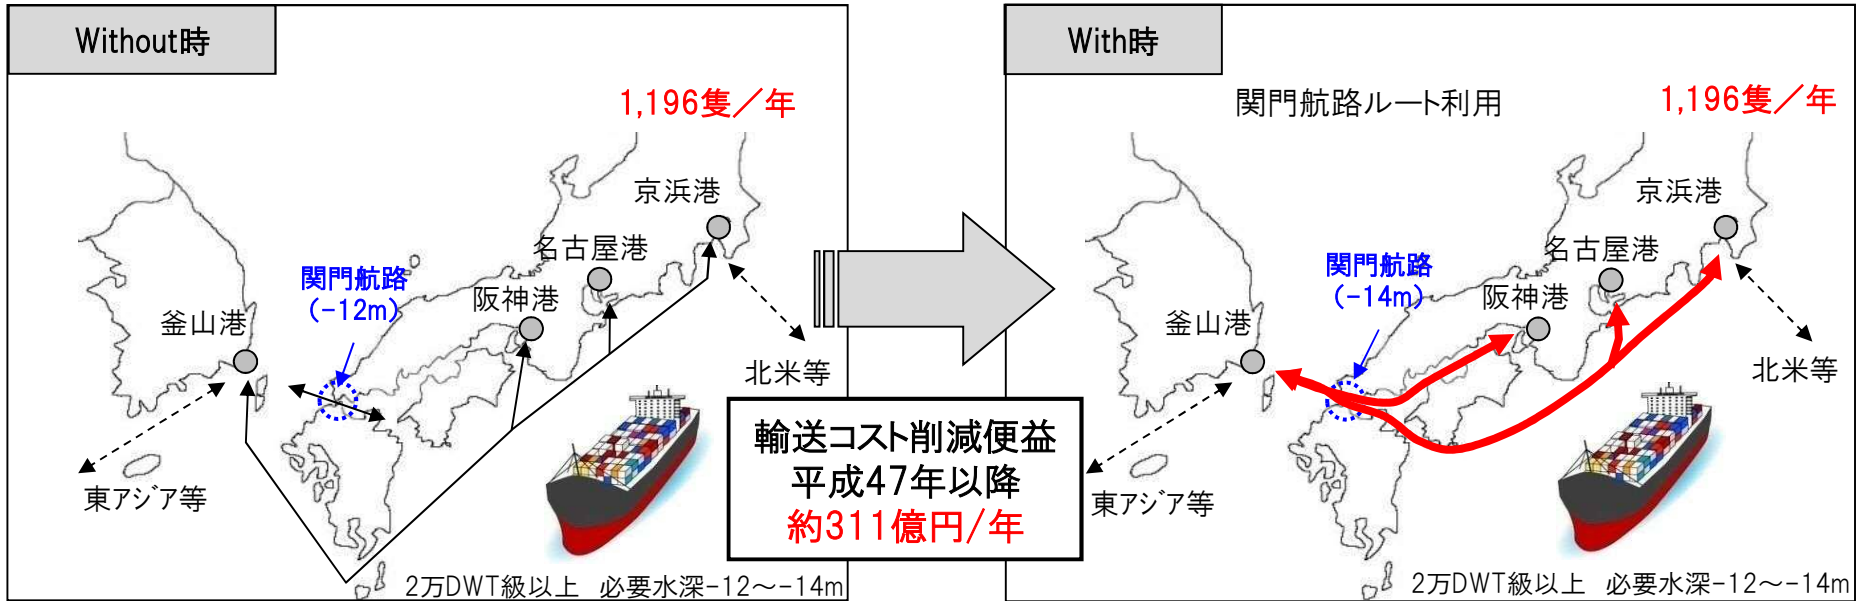 Without時
1,196隻／年
京浜港
名古屋港
関門航路
(-12m)
阪神港
釜山港
北米等
東アジア等
2万DWT級以上 必要水深-12～-14m
輸送コスト削減便益
平成47年以降
約311億円/年
With時
関門航路ルート利用
1,196隻／年
京浜港
名古屋港
関門航路
(-14m)
阪神港
釜山港
北米等
東アジア等
2万DWT級以上 必要水深-12～-14m